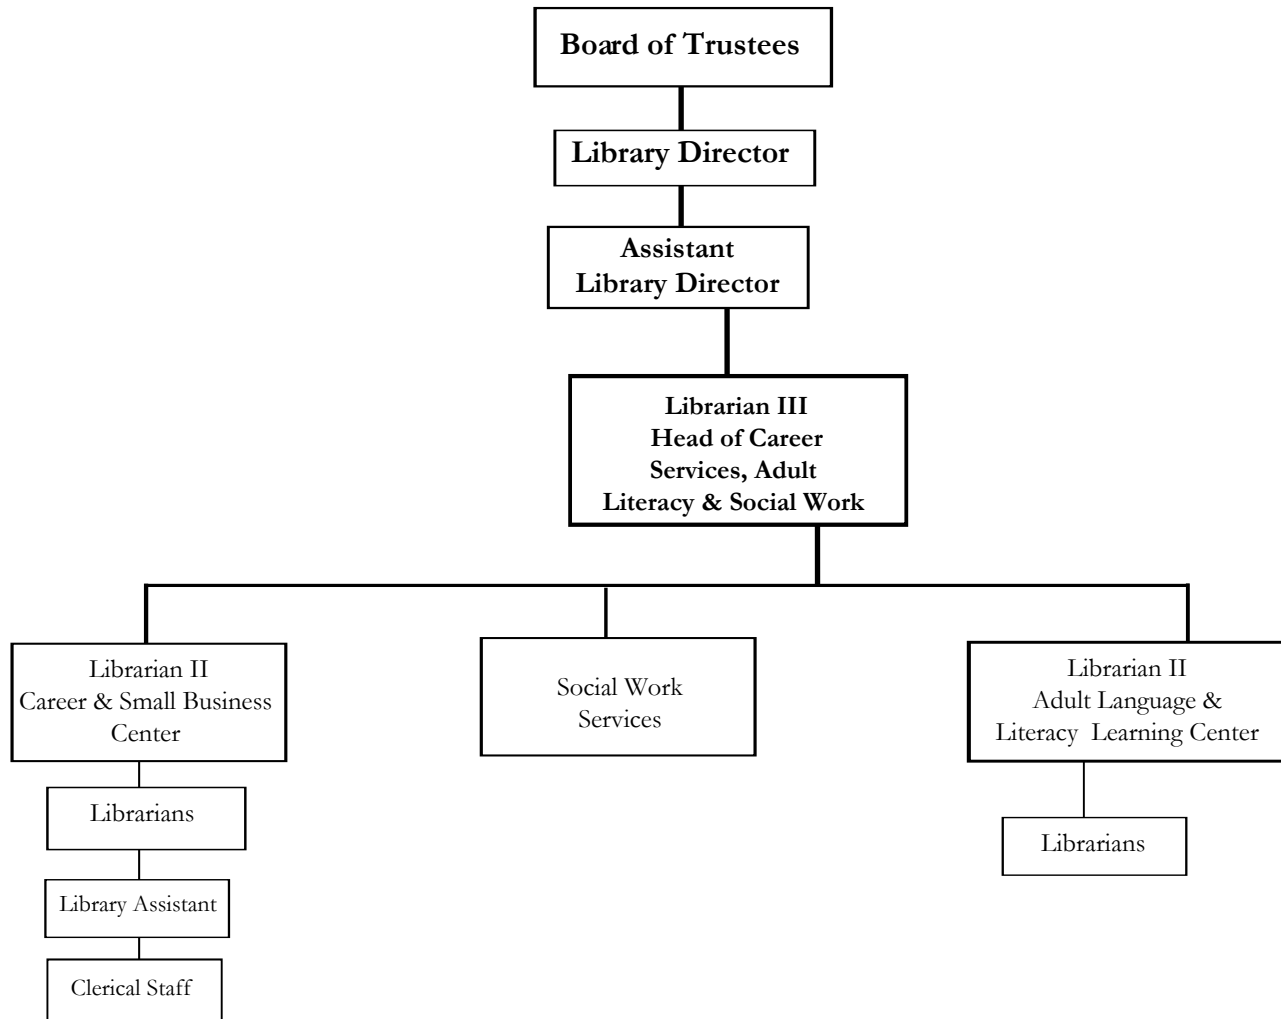 Board of Trustees
Library Director
Assistant
Library Director
Librarian III
Head of Career
Services, Adult
Literacy & Social Work
Librarian II
Career & Small Business
Center
Social Work
Services
Librarian II
Adult Language &
Literacy Learning Center
Librarians
Librarians
Library Assistant
Clerical Staff